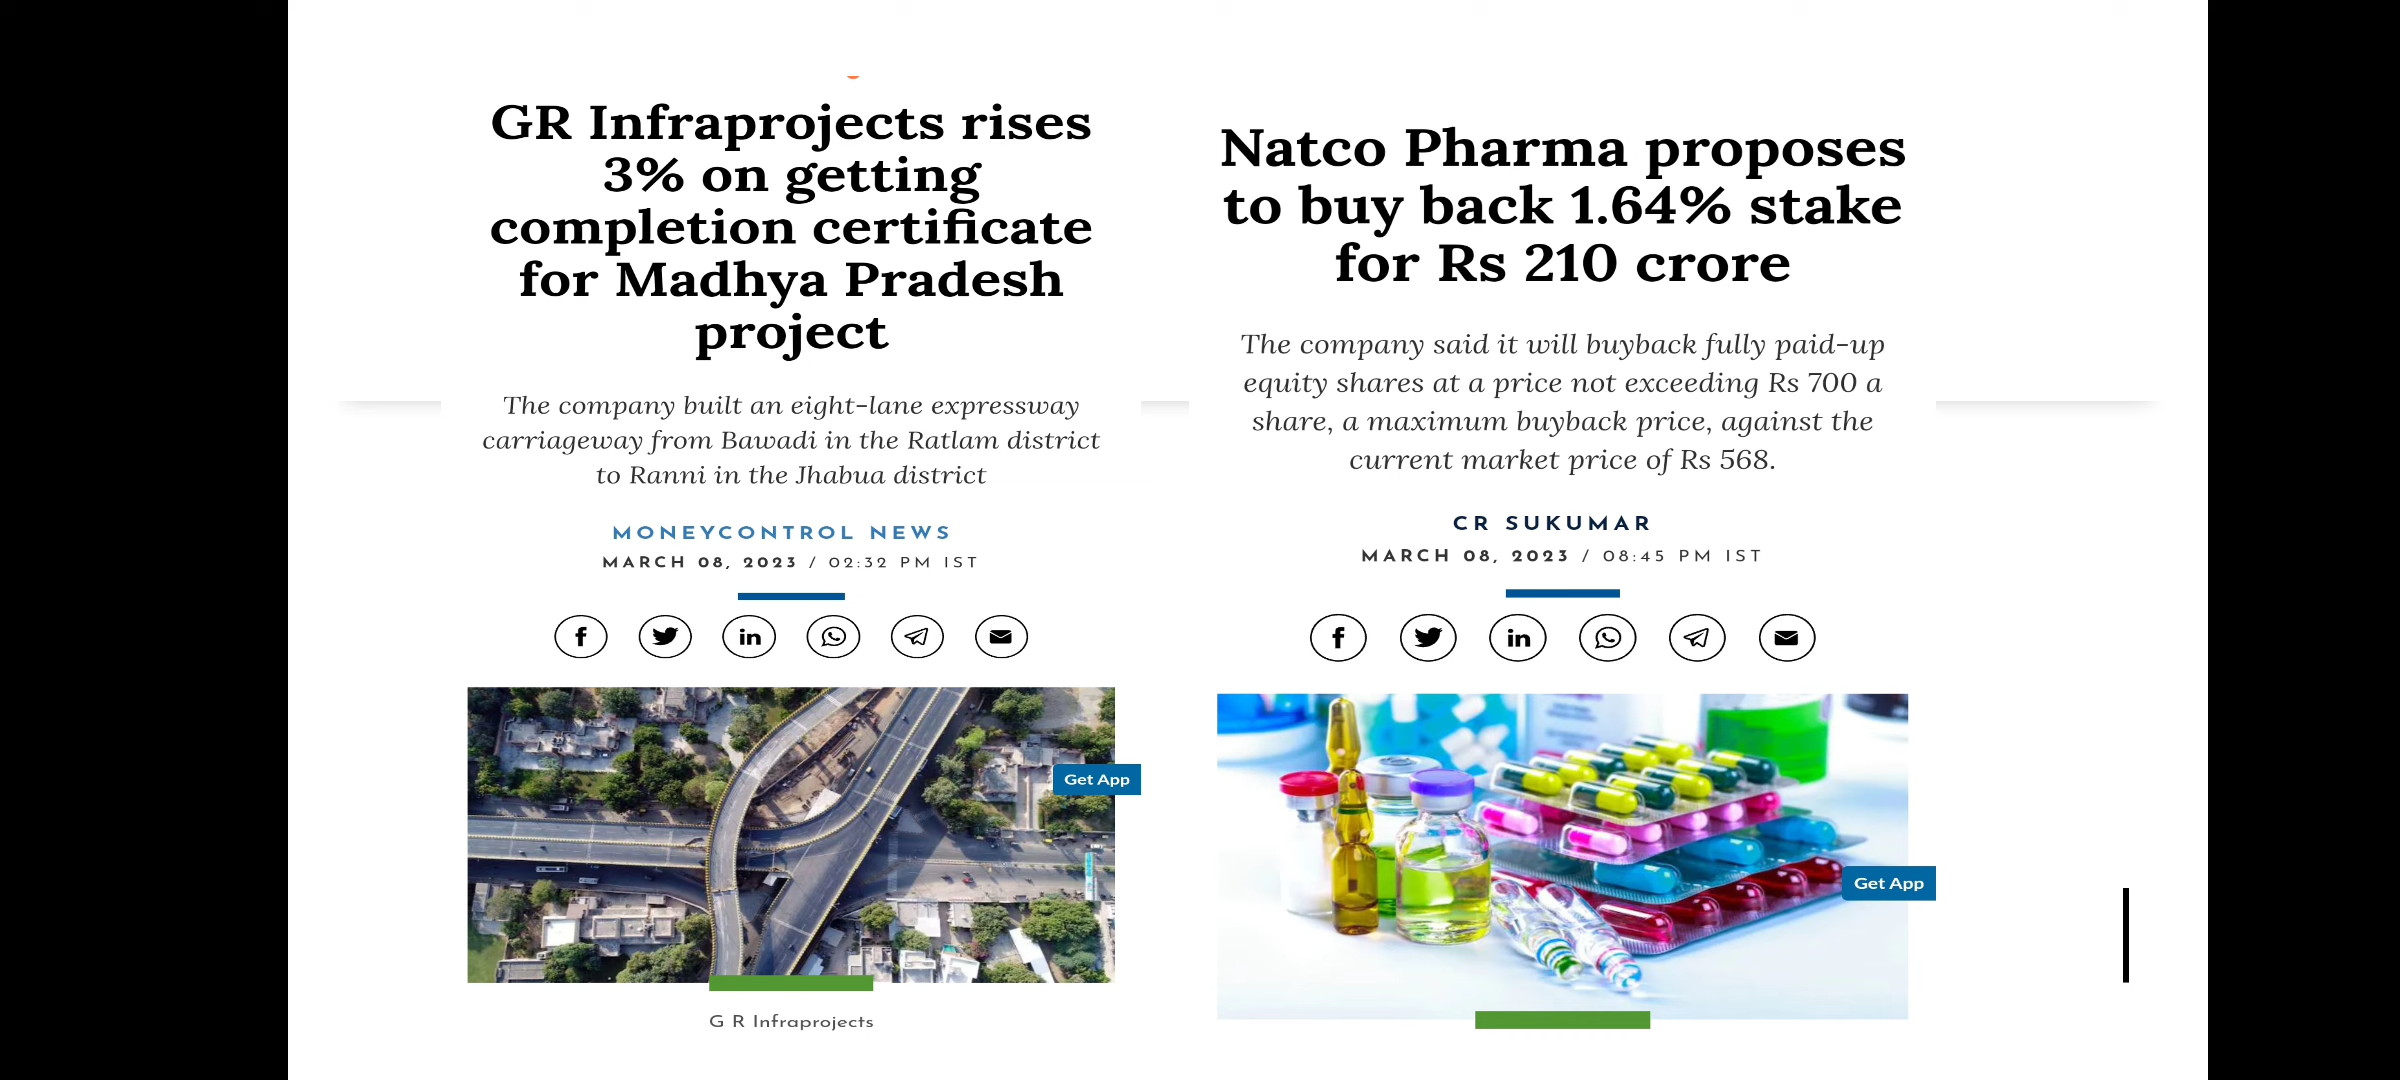 GR Infraprojects rises
3% on getting
completion certificate
for Madhya Pradesh
project
The company built an eight-lane expressway
carriageway from Bawadi in the Ratlam district
to Ranni in the Jhabua district
MONEYCONTROL NEWS
MARCH 08, 2023 / 02:32 PM IST
Get App
G R Infraprojects
Natco Pharma proposes
to buy back 1.64% stake
for Rs 210 crore
The company said it will buyback fully paid-up
equity shares at a price not exceeding Rs 700 a
share, a maximum buyback price, against the
current market price of Rs 568.
CR SUKUMAR
MARCH 08, 2023 / 08:45 PM IST
Get App